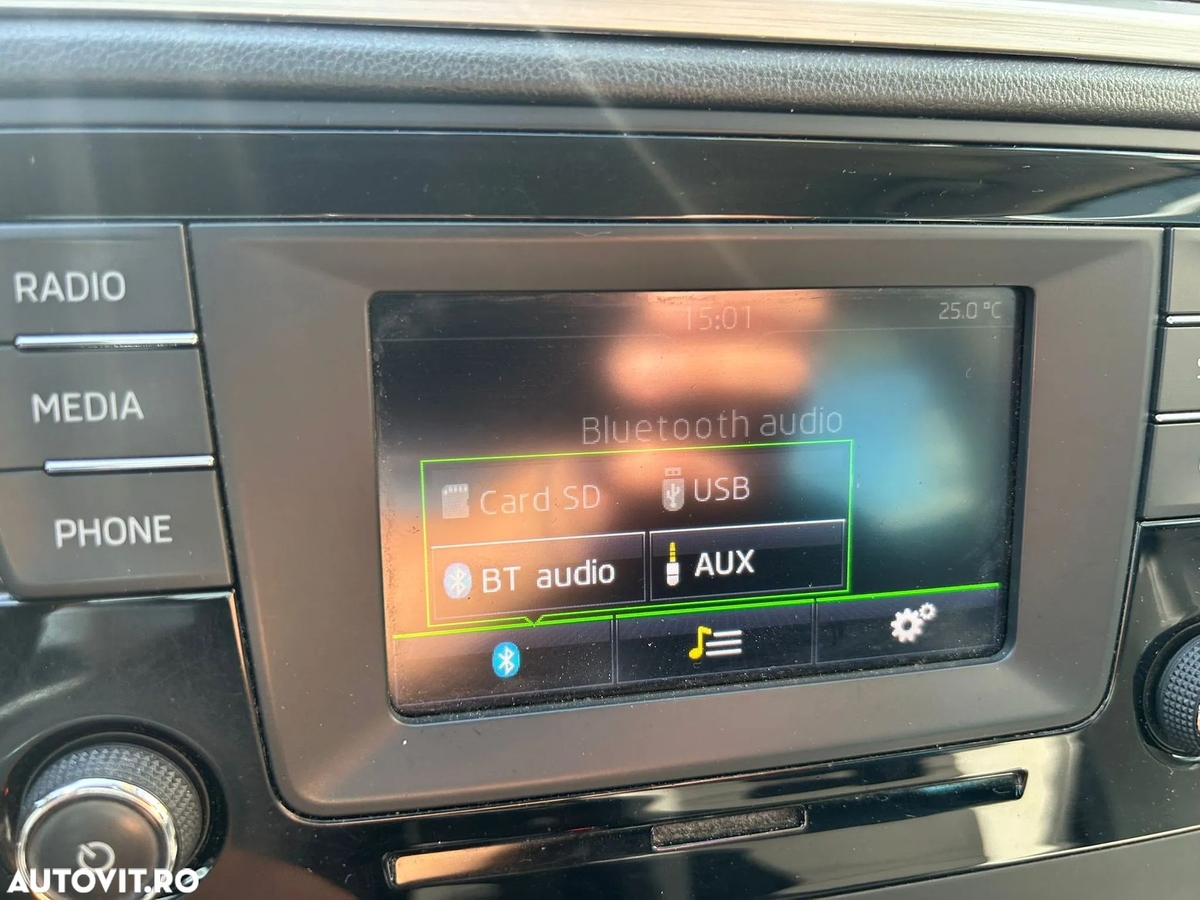 RADIO
MEDIA
PHONE
15:01
25.0 °C
Bluetooth audio
Card SD
USB
BT audio
AUX
AUTOVIT.RO